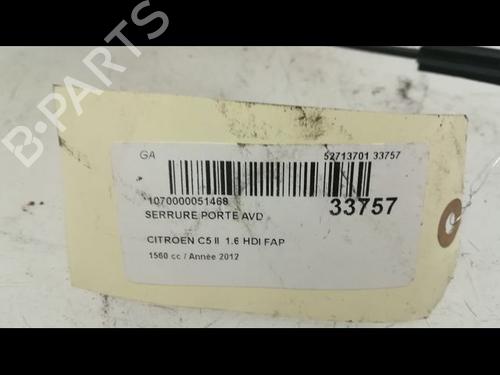 B-PARTS
GA
52713701 33757
1070000051468
33757
SERRURE PORTE AVD
CITROEN C5 II 1.6 HDI FAP
1560 cc / Année 2012